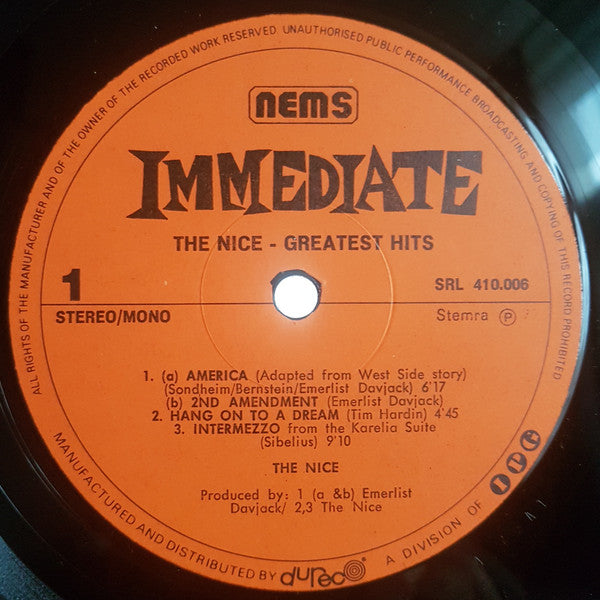 ALL RIGHTS OF THE MANUFACTURER AND OF THE OWNER OF THE RECORDED WORK RESERVED. UNAUTHORISED PUBLIC PERFORMANCE BROADCASTING AND COPYING OF THIS RECORD PROHIBITED
nems
IMMEDIATE
THE NICE - GREATEST HITS
1
SRL 410.006
STEREO/MONO
Stemra Ⓟ
1. (a) AMERICA (Adapted from West Side story)
(Sondheim/Bernstein/Emerlist Davjack) 6'17
(b) 2ND AMENDMENT (Emerlist Davjack)
2. HANG ON TO A DREAM (Tim Hardin) 4'45
3. INTERMEZZO from the Karelia Suite
(Sibelius) 9'10
THE NICE
Produced by: 1 (a &b) Emerlist
Davjack/ 2,3 The Nice
MANUFACTURED AND DISTRIBUTED BY dureco A DIVISION OF